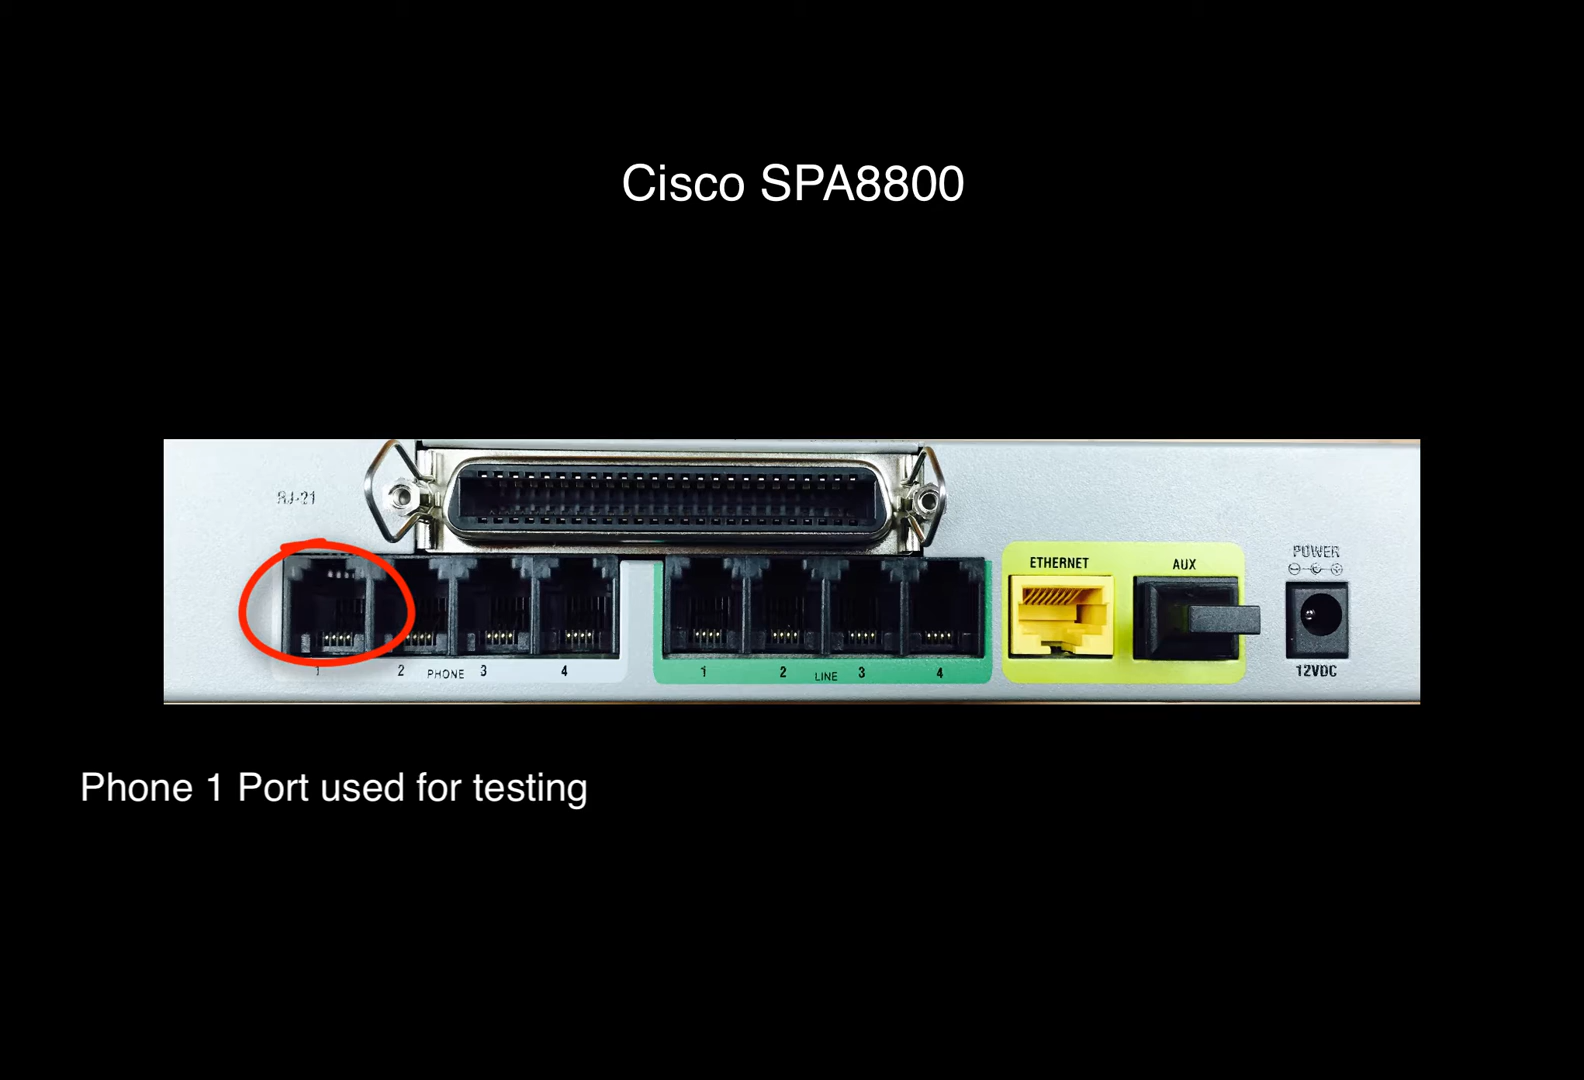 Cisco SPA8800
RJ-21
ETHERNET
AUX
POWER
1
2
PHONE
3
4
1
2
LINE
3
4
12VDC
Phone 1 Port used for testing